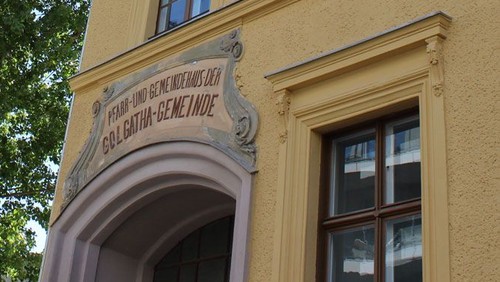 PFARR-UND GEMEINDEHAUS·DER
GOLGATHA-GEMEINDE